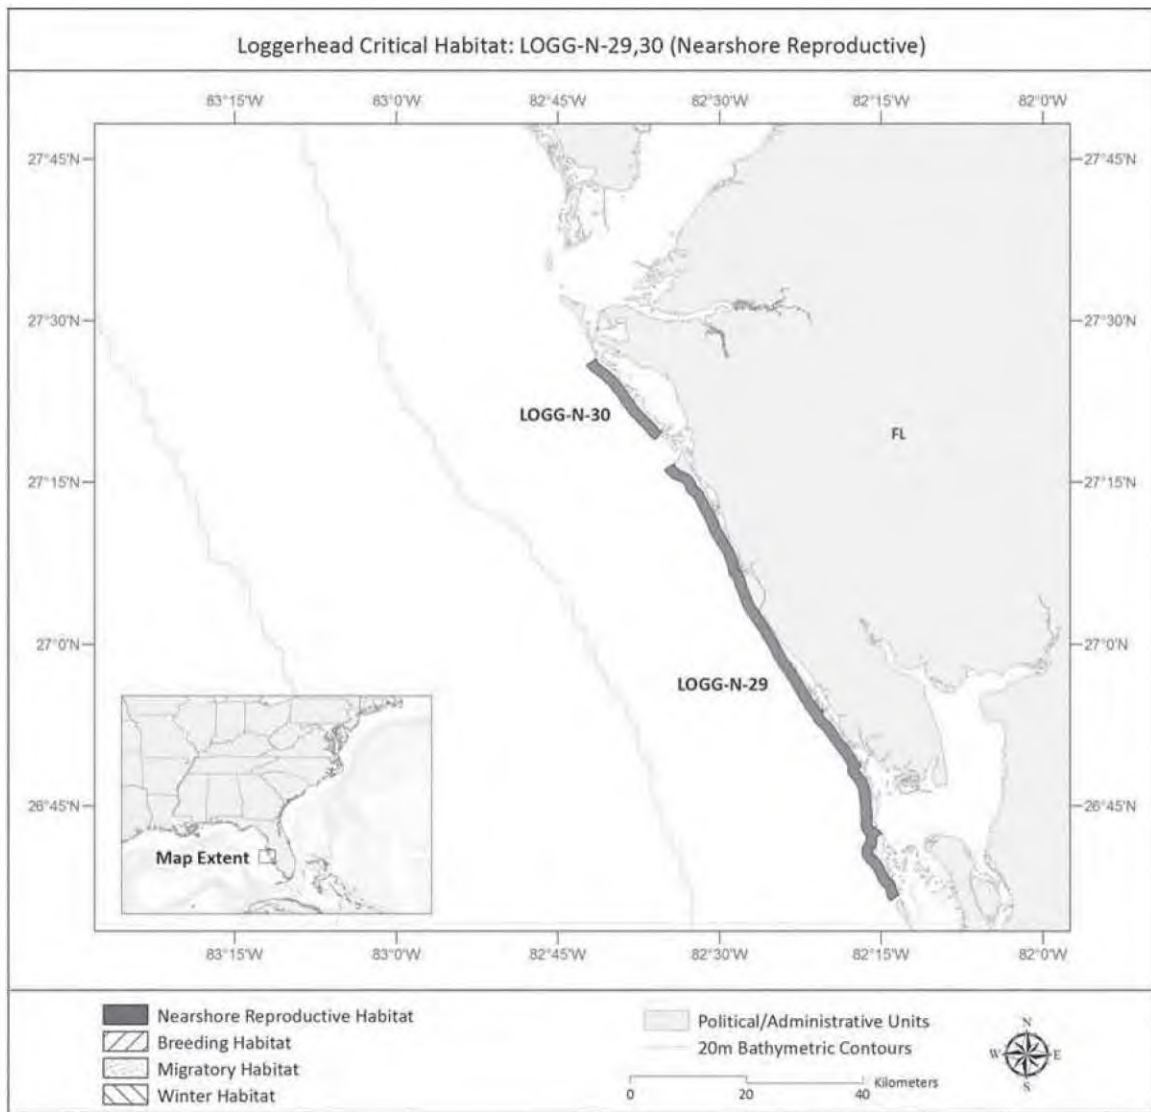 Loggerhead Critical Habitat: LOGG-N-29,30 (Nearshore Reproductive)
83°15'W 83°0'W 82°45'W 82°30'W 82°15'W 82°0'W
27°45'N 27°45'N
27°30'N 27°30'N
LOGG-N-30
FL
27°15'N 27°15'N
27°0'N 27°0'N
LOGG-N-29
26°45'N 26°45'N
Map Extent
83°15'W 83°0'W 82°45'W 82°30'W 82°15'W 82°0'W
Nearshore Reproductive Habitat
Breeding Habitat
Migratory Habitat
Winter Habitat
Political/Administrative Units
20m Bathymetric Contours
0 20 40 Kilometers
N
W E
S